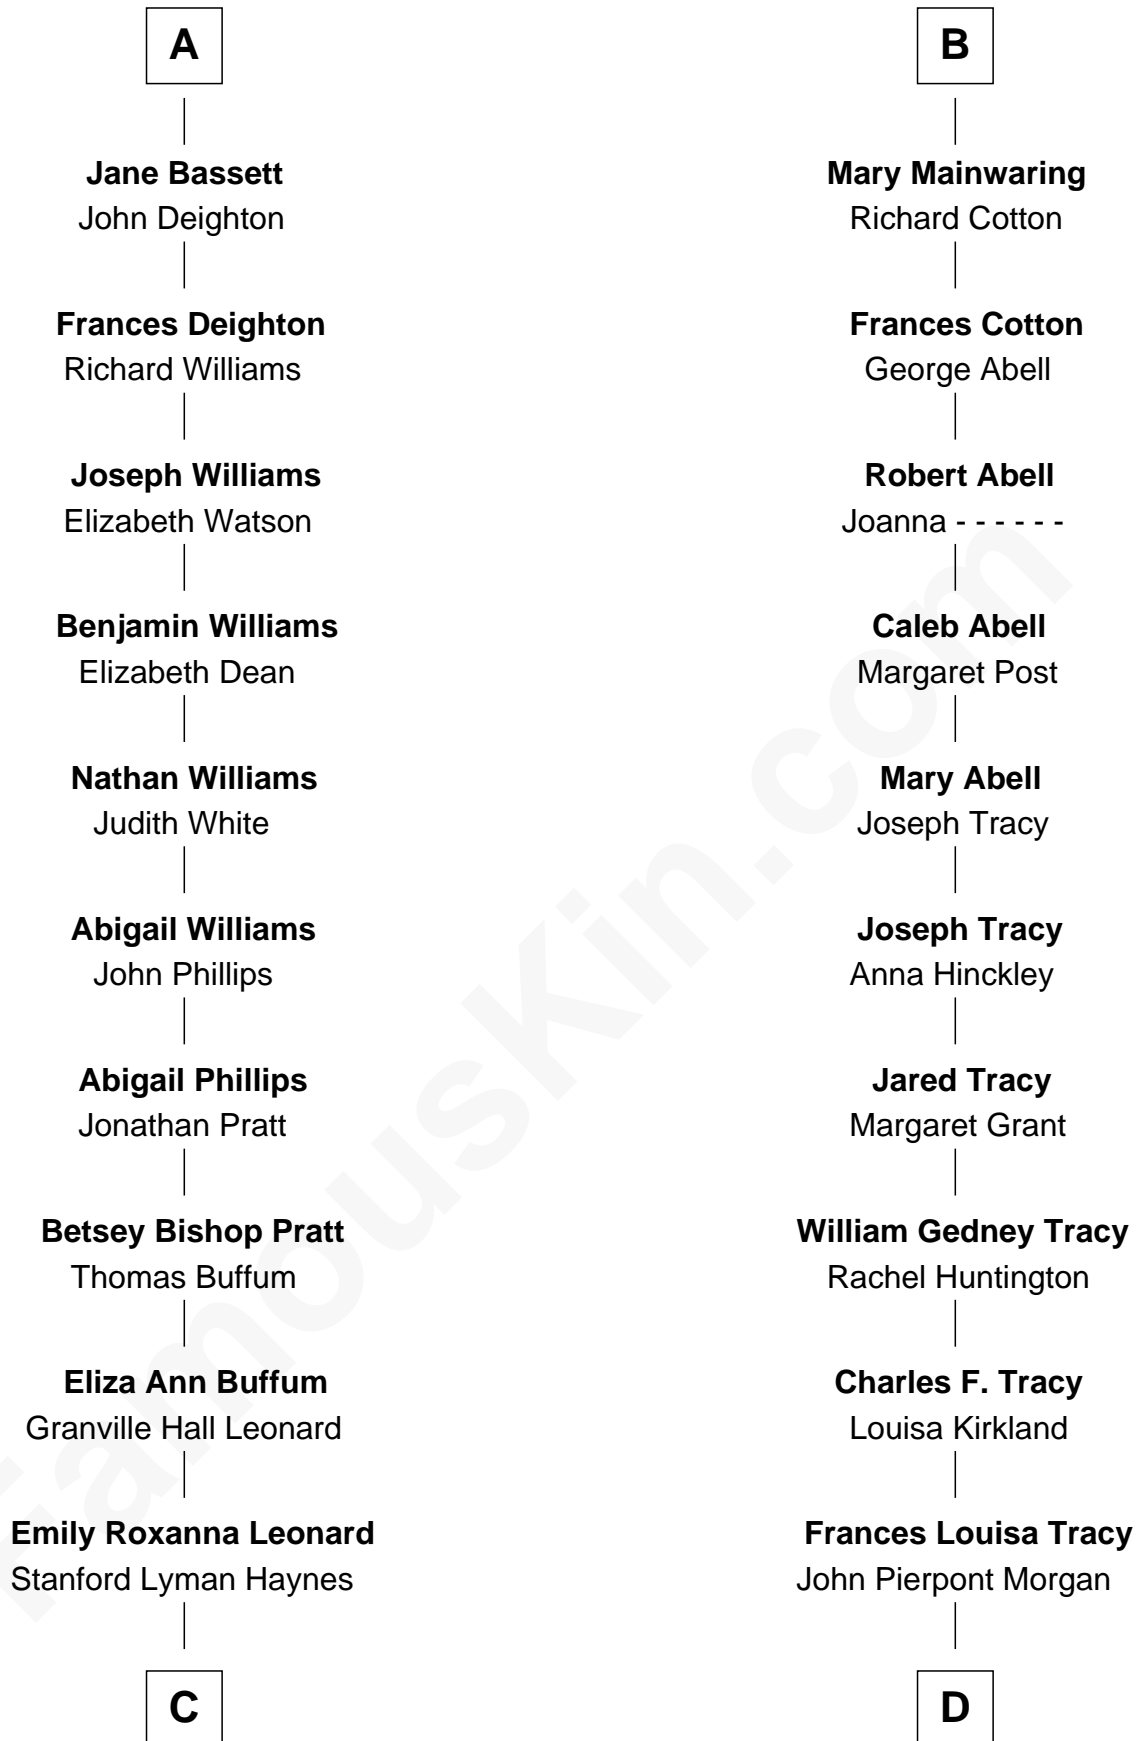 A
Jane Bassett
John Deighton
Frances Deighton
Richard Williams
Joseph Williams
Elizabeth Watson
Benjamin Williams
Elizabeth Dean
Nathan Williams
Judith White
Abigail Williams
John Phillips
Abigail Phillips
Jonathan Pratt
Betsey Bishop Pratt
Thomas Buffum
Eliza Ann Buffum
Granville Hall Leonard
Emily Roxanna Leonard
Stanford Lyman Haynes
C
B
Mary Mainwaring
Richard Cotton
Frances Cotton
George Abell
Robert Abell
Joanna - - - - - -
Caleb Abell
Margaret Post
Mary Abell
Joseph Tracy
Joseph Tracy
Anna Hinckley
Jared Tracy
Margaret Grant
William Gedney Tracy
Rachel Huntington
Charles F. Tracy
Louisa Kirkland
Frances Louisa Tracy
John Pierpont Morgan
D
FamousKin.com